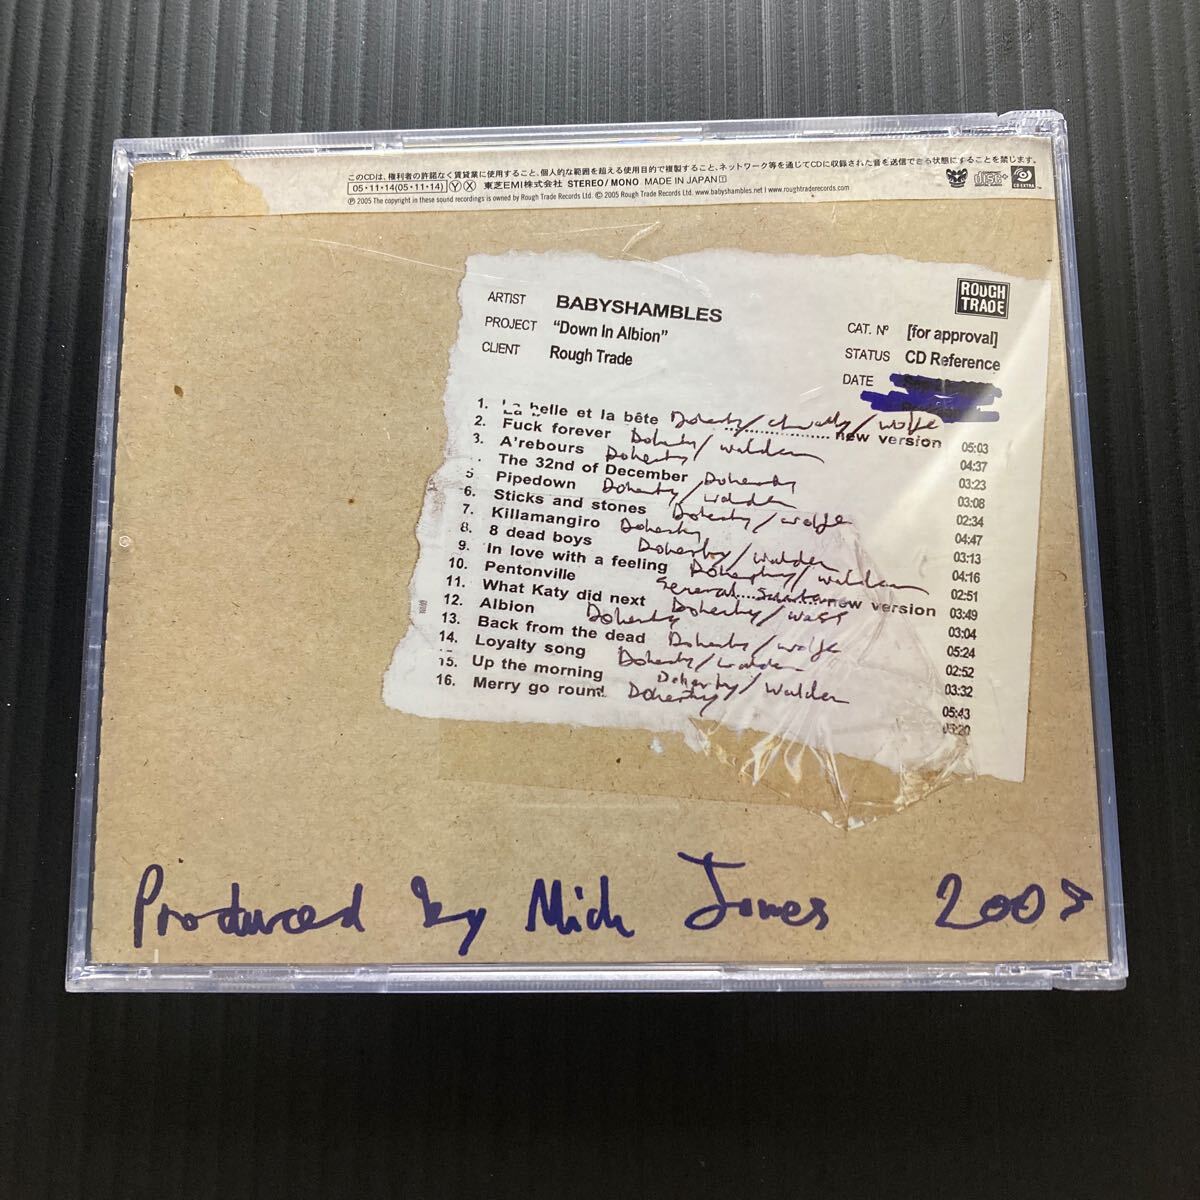 このCDは、権利者の許諾なく賃貸業に使用すること、個人的な範囲を超える使用目的で複製すること、ネットワーク等を通じてCDに収録された音を送信できる状態にすることを禁じます。
05・11・14(05・11・14) Y X 東芝EMI株式会社 STEREO/MONO MADE IN JAPAN T
disc+
CD EXTRA
℗ 2005 The copyright in these sound recordings is owned by Rough Trade Records Ltd. © 2005 Rough Trade Records Ltd. www.babyshambles.net I www.roughtraderecords.com
ROUGH TRADE
ARTIST BABYSHAMBLES
PROJECT “Down In Albion”
CLIENT Rough Trade
CAT. Nº [for approval]
STATUS CD Reference
DATE
1. La belle et la bête Doherty / / Wolfe 05:03
2. Fuck forever Doherty / Walden ................... new version 04:37
3. A'rebours Doherty / Walden 03:23
The 32nd of December Doherty 03:08
5 Pipedown Doherty / Walden 02:34
6. Sticks and stones Doherty / Wolfe 04:47
7. Killamangiro Doherty 03:13
8. 8 dead boys Doherty / Walden 04:16
9. In love with a feeling Doherty / Walden 02:51
10. Pentonville General 03:49
11. What Katy did next Doherty / Wass new version 03:04
12. Albion Doherty 05:24
13. Back from the dead Doherty / Wolfe 02:52
14. Loyalty song Doherty / Walden 03:32
15. Up the morning Doherty / Walden 05:43
16. Merry go round Doherty 05:20
Produced by Mick Jones 2005